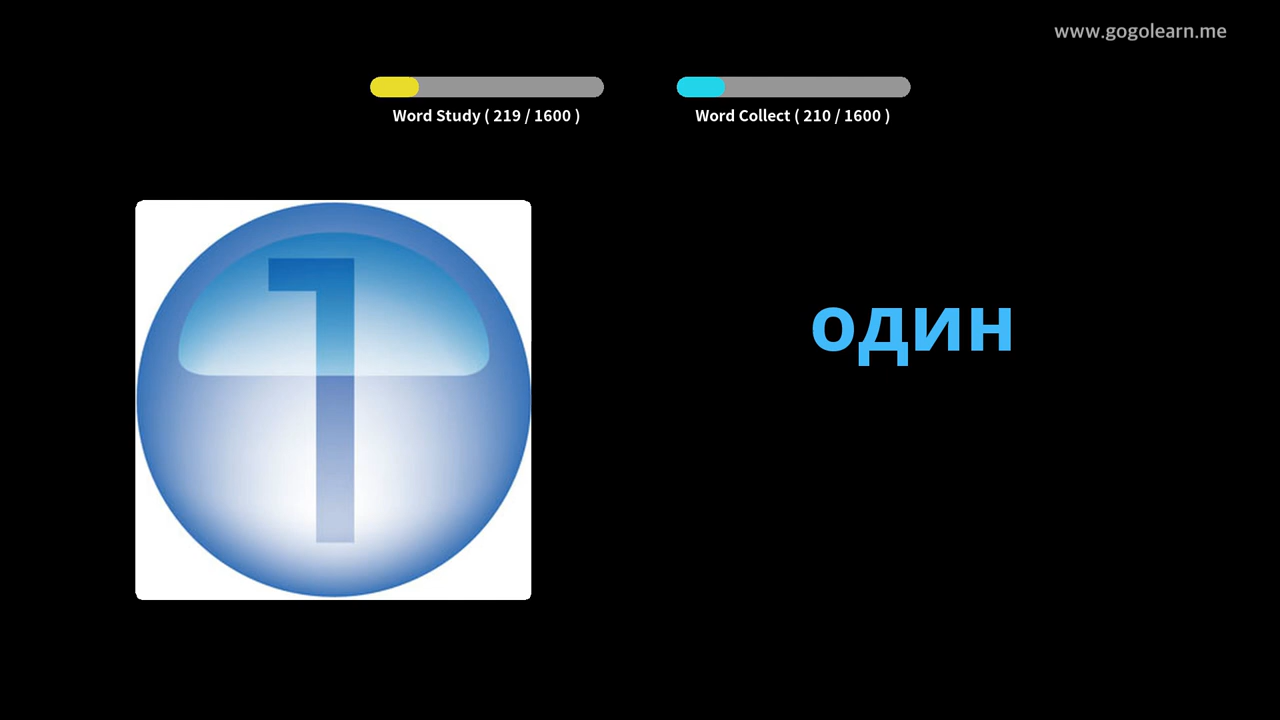 www.gogolearn.me
Word Study ( 219 / 1600 )
Word Collect ( 210 / 1600 )
1
один